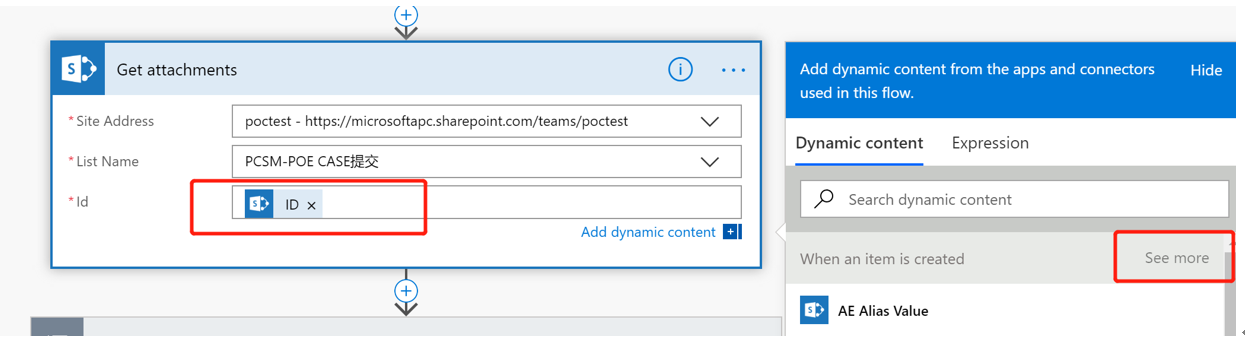 Get attachments
* Site Address
poctest - https://microsoftapc.sharepoint.com/teams/poctest
* List Name
PCSM-POE CASE提交
* Id
ID ×
Add dynamic content
Add dynamic content from the apps and connectors
used in this flow.
Hide
Dynamic content
Expression
Search dynamic content
When an item is created
See more
AE Alias Value